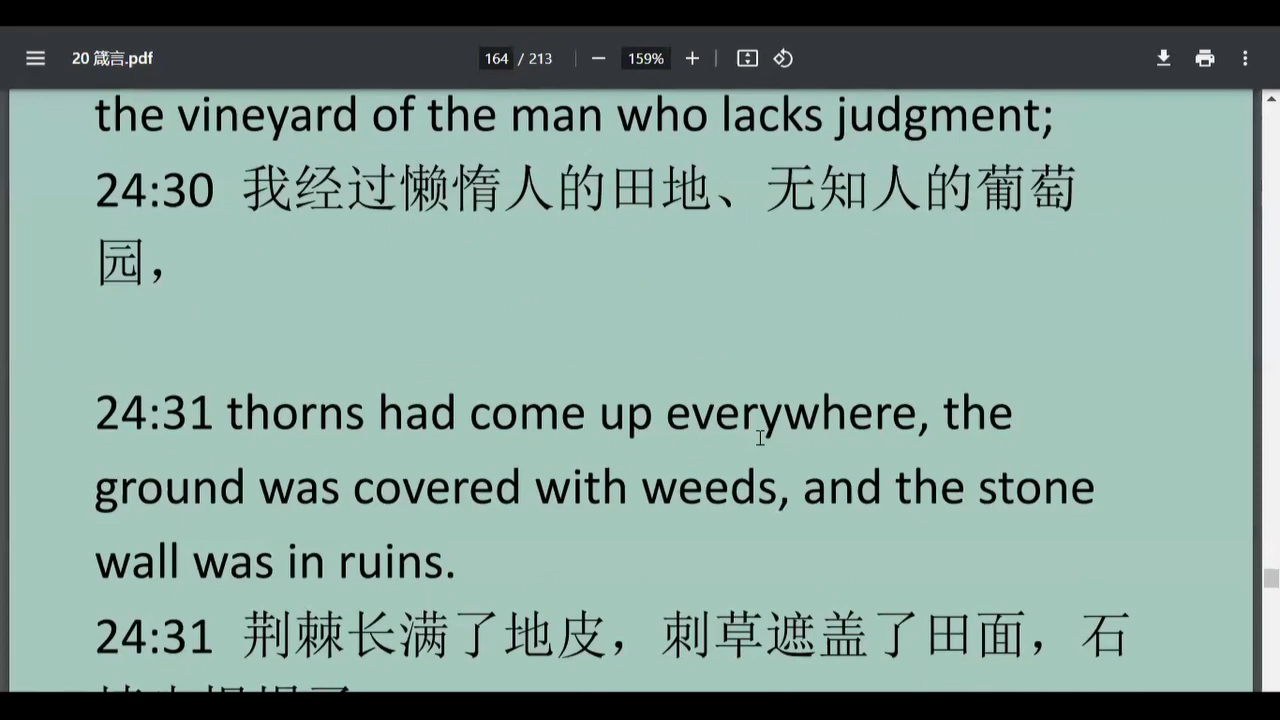 20 箴言.pdf
164 / 213
159%
the vineyard of the man who lacks judgment;
24:30 我经过懒惰人的田地、无知人的葡萄
园，
24:31 thorns had come up everywhere, the
ground was covered with weeds, and the stone
wall was in ruins.
24:31 荆棘长满了地皮，刺草遮盖了田面，石